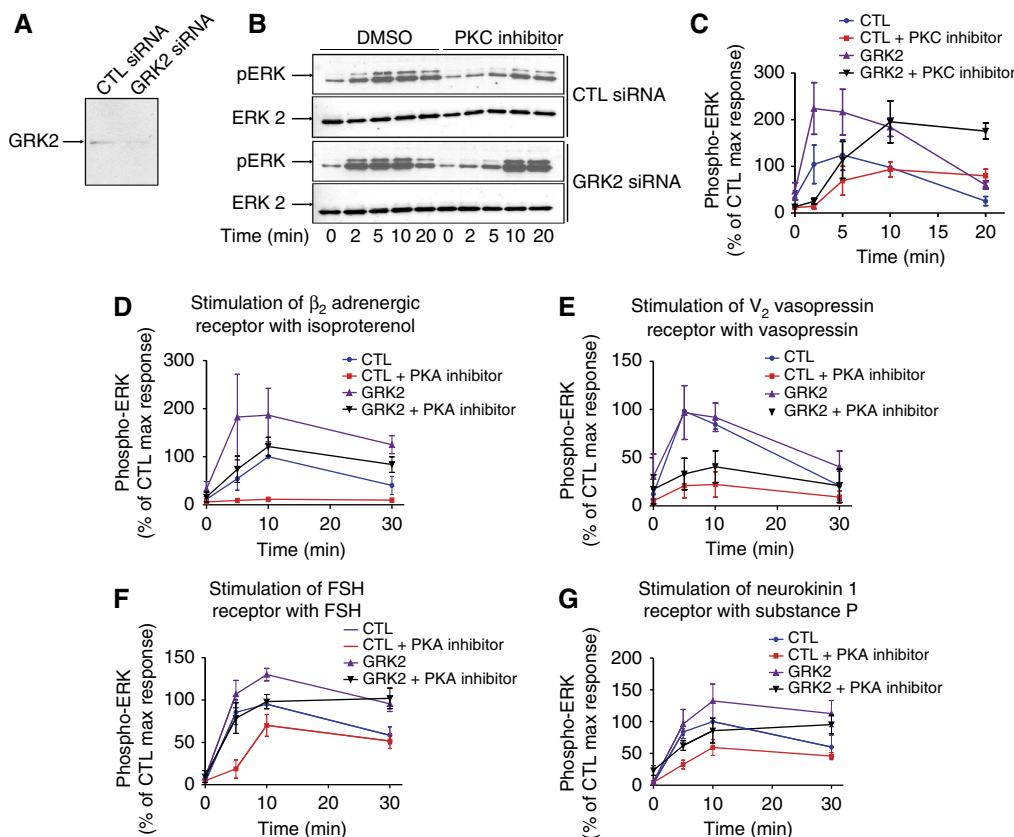 A
CTL siRNA
GRK2 siRNA
GRK2
B
DMSO
PKC inhibitor
pERK
ERK 2
CTL siRNA
pERK
ERK 2
GRK2 siRNA
Time (min)
0 2 5 10 20 0 2 5 10 20
C
CTL
CTL + PKC inhibitor
GRK2
GRK2 + PKC inhibitor
Phospho-ERK
(% of CTL max response)
300
200
100
0
0 5 10 15 20
Time (min)
D
Stimulation of β2 adrenergic
receptor with isoproterenol
CTL
CTL + PKA inhibitor
GRK2
GRK2 + PKA inhibitor
Phospho-ERK
(% of CTL max response)
300
200
100
0
0 10 20 30
Time (min)
E
Stimulation of V2 vasopressin
receptor with vasopressin
CTL
CTL + PKA inhibitor
GRK2
GRK2 + PKA inhibitor
Phospho-ERK
(% of CTL max response)
150
100
50
0
0 10 20 30
Time (min)
F
Stimulation of FSH
receptor with FSH
CTL
CTL + PKA inhibitor
GRK2
GRK2 + PKA inhibitor
Phospho-ERK
(% of CTL max response)
150
100
50
0
0 10 20 30
Time (min)
G
Stimulation of neurokinin 1
receptor with substance P
CTL
CTL + PKA inhibitor
GRK2
GRK2 + PKA inhibitor
Phospho-ERK
(% of CTL max response)
200
150
100
50
0
0 10 20 30
Time (min)